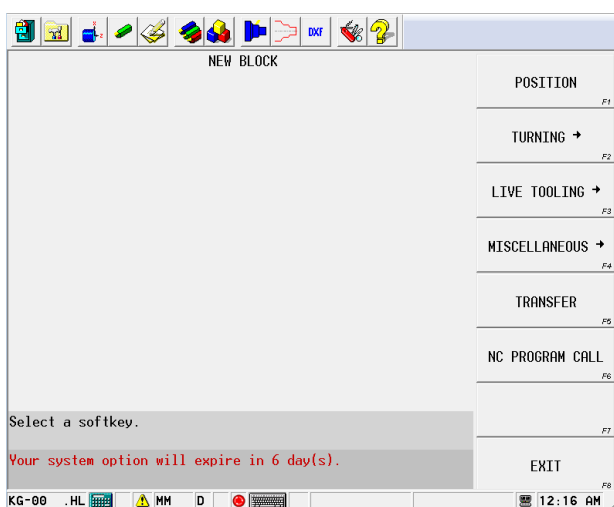 DXF
NEW BLOCK
POSITION
F1
TURNING →
F2
LIVE TOOLING →
F3
MISCELLANEOUS →
F4
TRANSFER
F5
NC PROGRAM CALL
F6
Select a softkey.
F7
Your system option will expire in 6 day(s).
EXIT
F8
KG-00 .HL MM D 12:16 AM